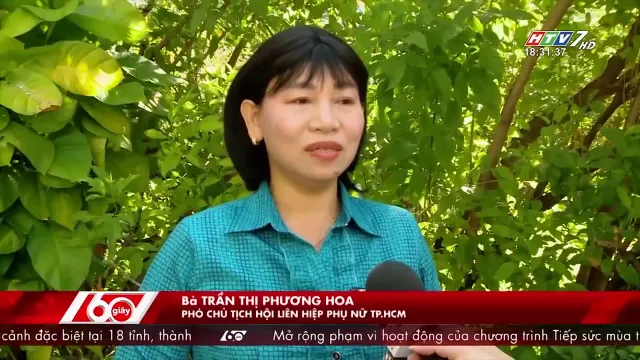 HTV7 HD
18:31:37
60 giây
Bà TRẦN THỊ PHƯƠNG HOA
PHÓ CHỦ TỊCH HỘI LIÊN HIỆP PHỤ NỮ TP.HCM
cảnh đặc biệt tại 18 tỉnh, thành 60 giây Mở rộng phạm vi hoạt động của chương trình Tiếp sức mùa